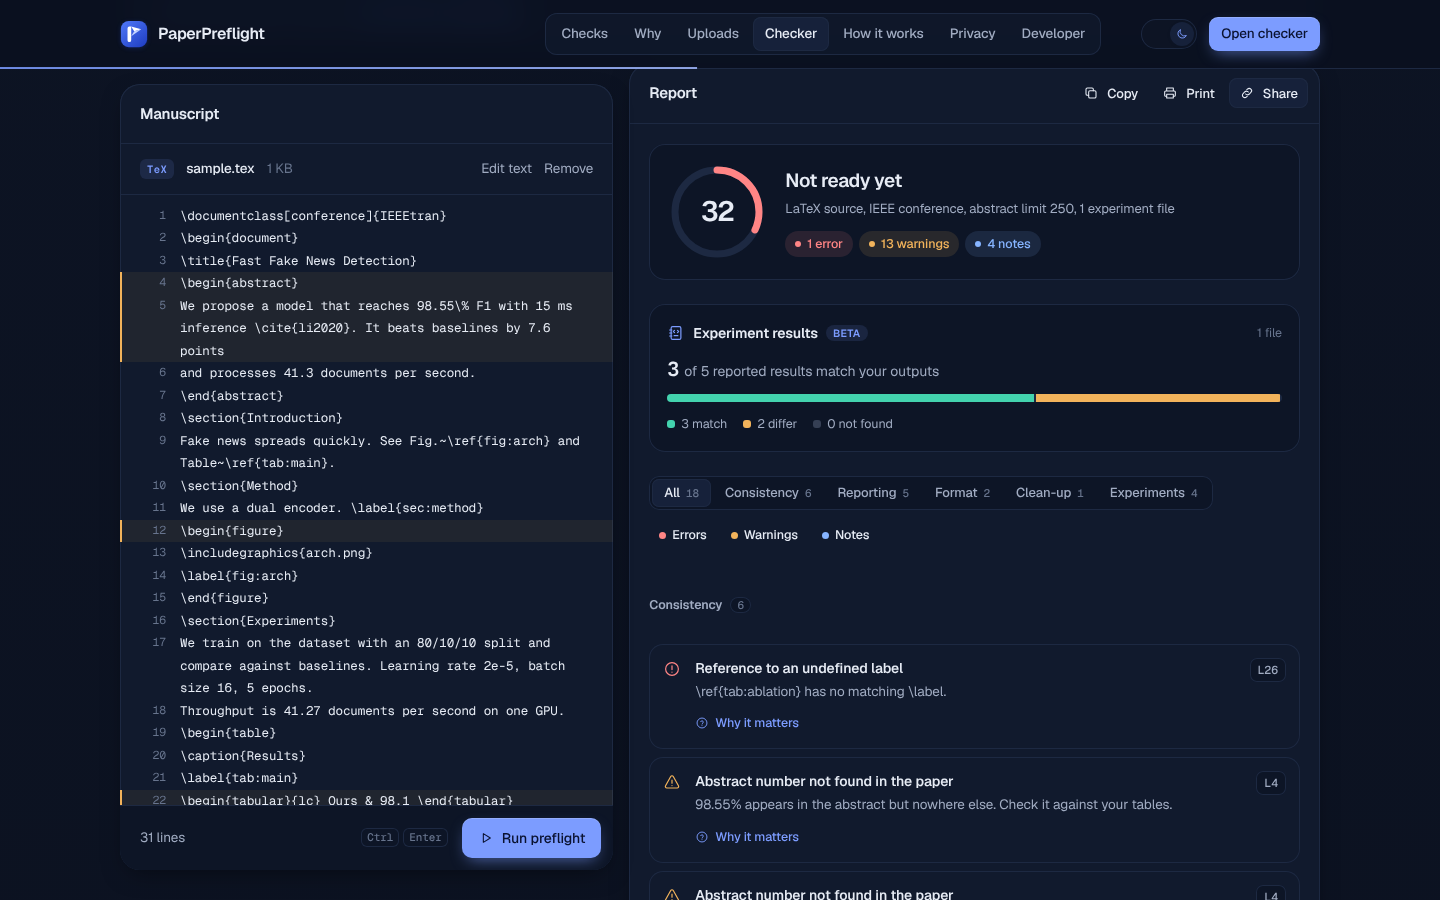 PaperPreflight
Checks Why Uploads Checker How it works Privacy Developer
Open checker
Manuscript
TeX sample.tex 1 KB Edit text Remove
1 \documentclass[conference]{IEEEtran}
2 \begin{document}
3 \title{Fast Fake News Detection}
4 \begin{abstract}
5 We propose a model that reaches 98.55\% F1 with 15 ms
inference \cite{li2020}. It beats baselines by 7.6
points
6 and processes 41.3 documents per second.
7 \end{abstract}
8 \section{Introduction}
9 Fake news spreads quickly. See Fig.~\ref{fig:arch} and
Table~\ref{tab:main}.
10 \section{Method}
11 We use a dual encoder. \label{sec:method}
12 \begin{figure}
13 \includegraphics{arch.png}
14 \label{fig:arch}
15 \end{figure}
16 \section{Experiments}
17 We train on the dataset with an 80/10/10 split and
compare against baselines. Learning rate 2e-5, batch
size 16, 5 epochs.
18 Throughput is 41.27 documents per second on one GPU.
19 \begin{table}
20 \caption{Results}
21 \label{tab:main}
22 \begin{tabular}{lc} Ours & 98.1 \end{tabular}
31 lines Ctrl Enter Run preflight
Report Copy Print Share
32
Not ready yet
LaTeX source, IEEE conference, abstract limit 250, 1 experiment file
1 error 13 warnings 4 notes
Experiment results BETA 1 file
3 of 5 reported results match your outputs
3 match 2 differ 0 not found
All 18 Consistency 6 Reporting 5 Format 2 Clean-up 1 Experiments 4
Errors Warnings Notes
Consistency 6
Reference to an undefined label L26
\ref{tab:ablation} has no matching \label.
Why it matters
Abstract number not found in the paper L4
98.55% appears in the abstract but nowhere else. Check it against your tables.
Why it matters
Abstract number not found in the paper L4